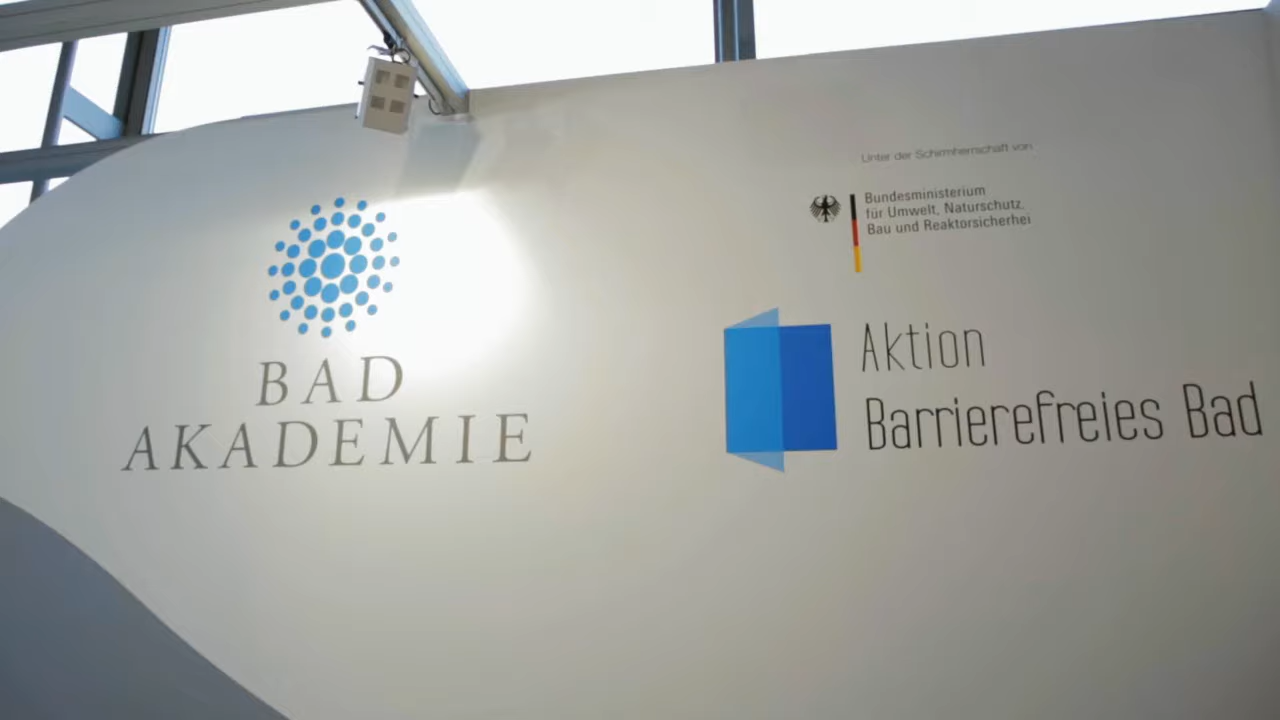 BAD
AKADEMIE
Unter der Schirmherrschaft von
Bundesministerium
für Umwelt, Naturschutz,
Bau und Reaktorsicherhei
Aktion
Barrierefreies Bad